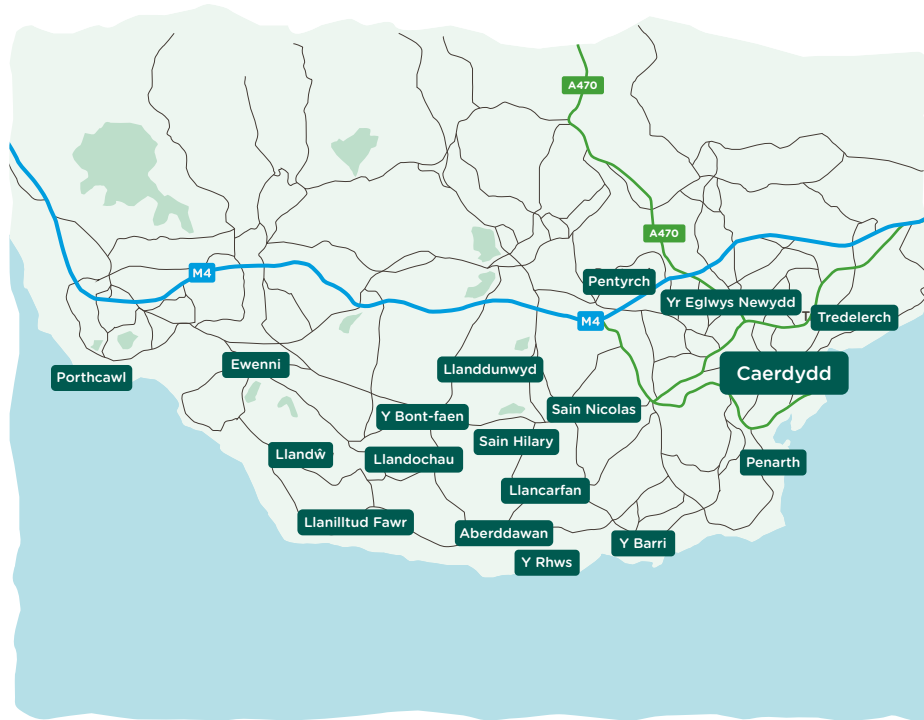 A470
A470
M4
Pentyrch
Yr Eglwys Newydd
M4
T
Tredelerch
Ewenni
Llanddunwyd
Caerdydd
Porthcawl
Y Bont-faen
Sain Nicolas
Sain Hilary
Llandŵ
Llandochau
Penarth
Llancarfan
Llanilltud Fawr
Aberddawan
Y Barri
Y Rhws